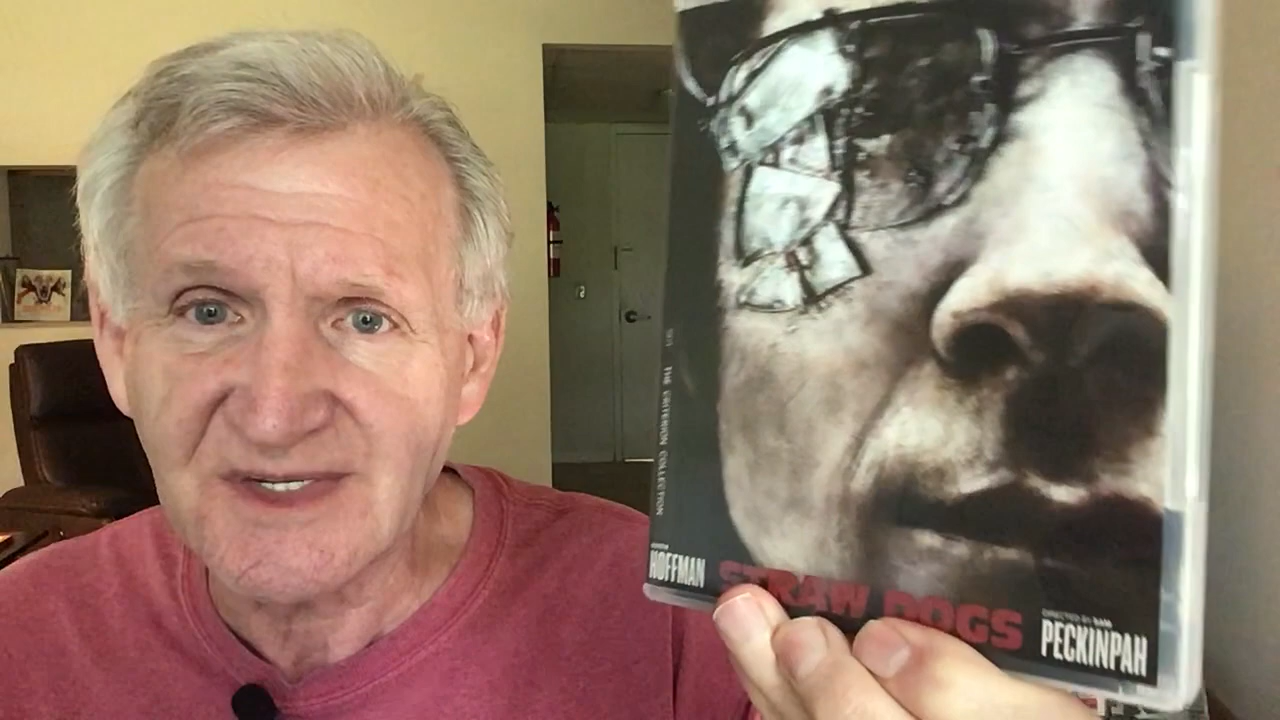 THE CRITERION COLLECTION
HOFFMAN
STRAW DOGS
DIRECTED BY SAM
PECKINPAH